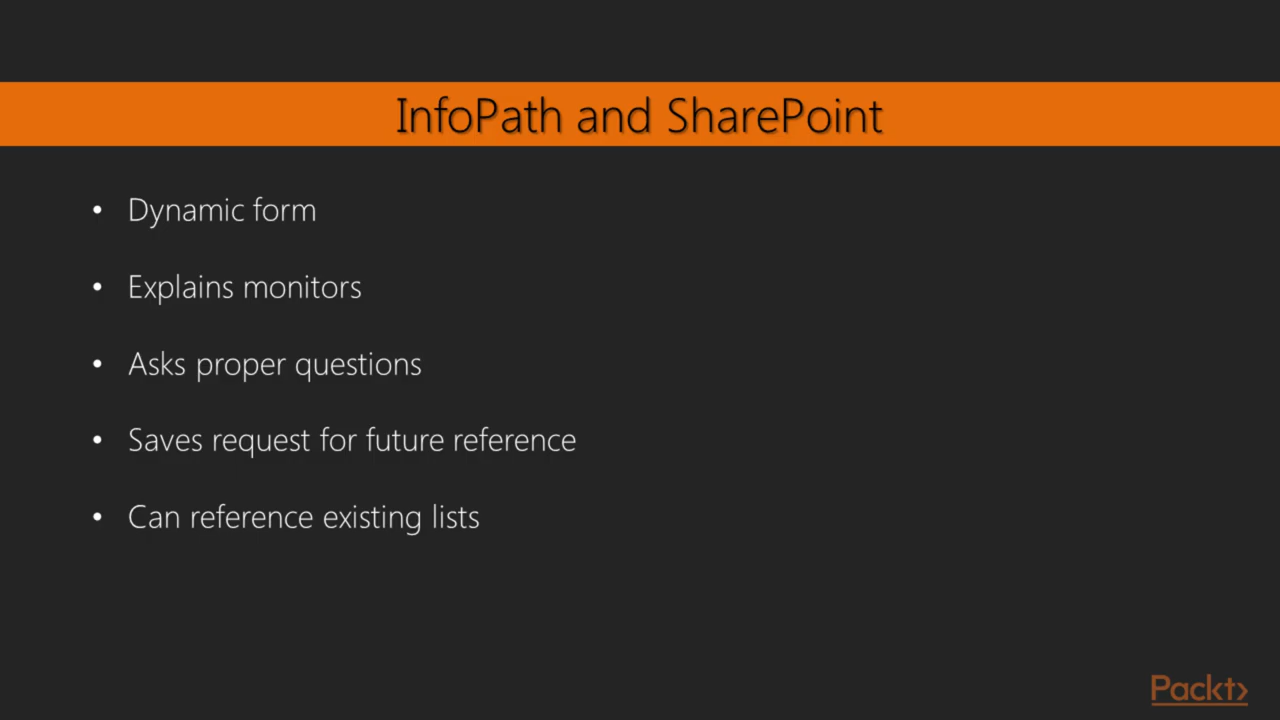 InfoPath and SharePoint
• Dynamic form
• Explains monitors
• Asks proper questions
• Saves request for future reference
• Can reference existing lists
Packt>